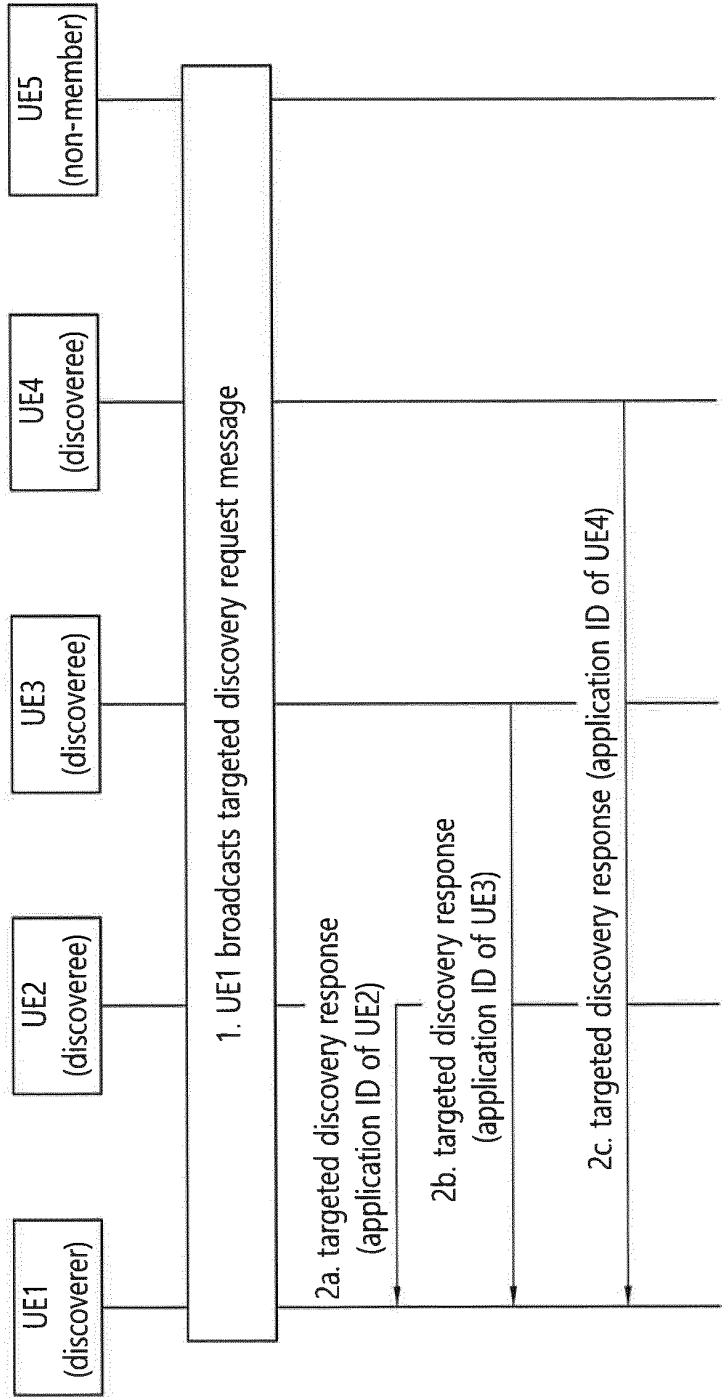 UE1
(discoverer)
UE2
(discoveree)
UE3
(discoveree)
UE4
(discoveree)
UE5
(non-member)
1. UE1 broadcasts targeted discovery request message
2a. targeted discovery response
(application ID of UE2)
2b. targeted discovery response
(application ID of UE3)
2c. targeted discovery response (application ID of UE4)